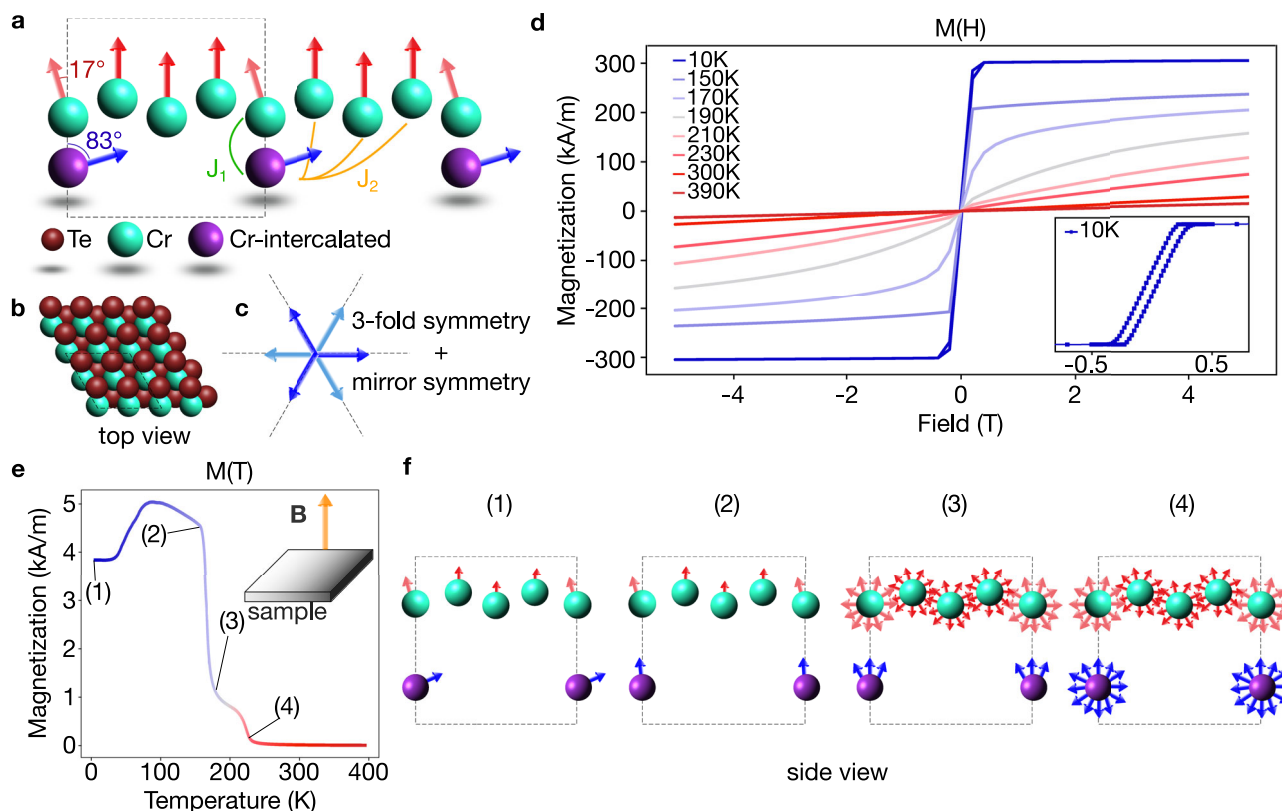 a
17°
83°
J1
J2
Te
Cr
Cr-intercalated
b
top view
c
3-fold symmetry
+
mirror symmetry
d
M(H)
Magnetization (kA/m)
300
200
100
0
-100
-200
-300
10K
150K
170K
190K
210K
230K
300K
390K
10K
-0.5
0.5
-4
-2
0
2
4
Field (T)
e
M(T)
Magnetization (kA/m)
5
4
3
2
1
0
(1)
(2)
(3)
(4)
B
sample
0
100
200
300
400
Temperature (K)
f
(1)
(2)
(3)
(4)
side view